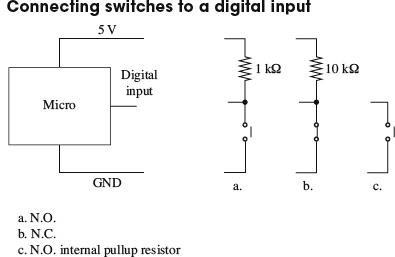 Connecting switches to a digital input
5 V
Digital
input
Micro
GND
1 kΩ
10 kΩ
a.
b.
c.
a. N.O.
b. N.C.
c. N.O. internal pullup resistor